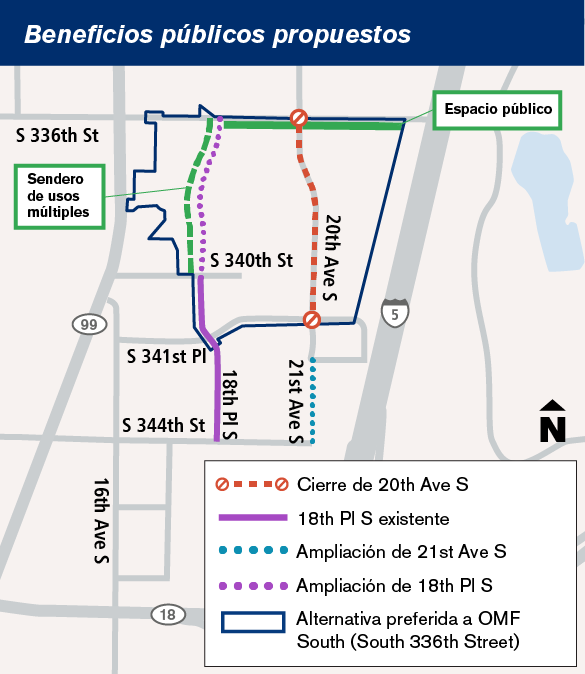 Beneficios públicos propuestos
Espacio público
S 336th St
Sendero
de usos
múltiples
20th Ave S
S 340th St
5
99
S 341st Pl
18th Pl S
21st Ave S
S 344th St
N
16th Ave S
18
Cierre de 20th Ave S
18th Pl S existente
Ampliación de 21st Ave S
Ampliación de 18th Pl S
Alternativa preferida a OMF
South (South 336th Street)